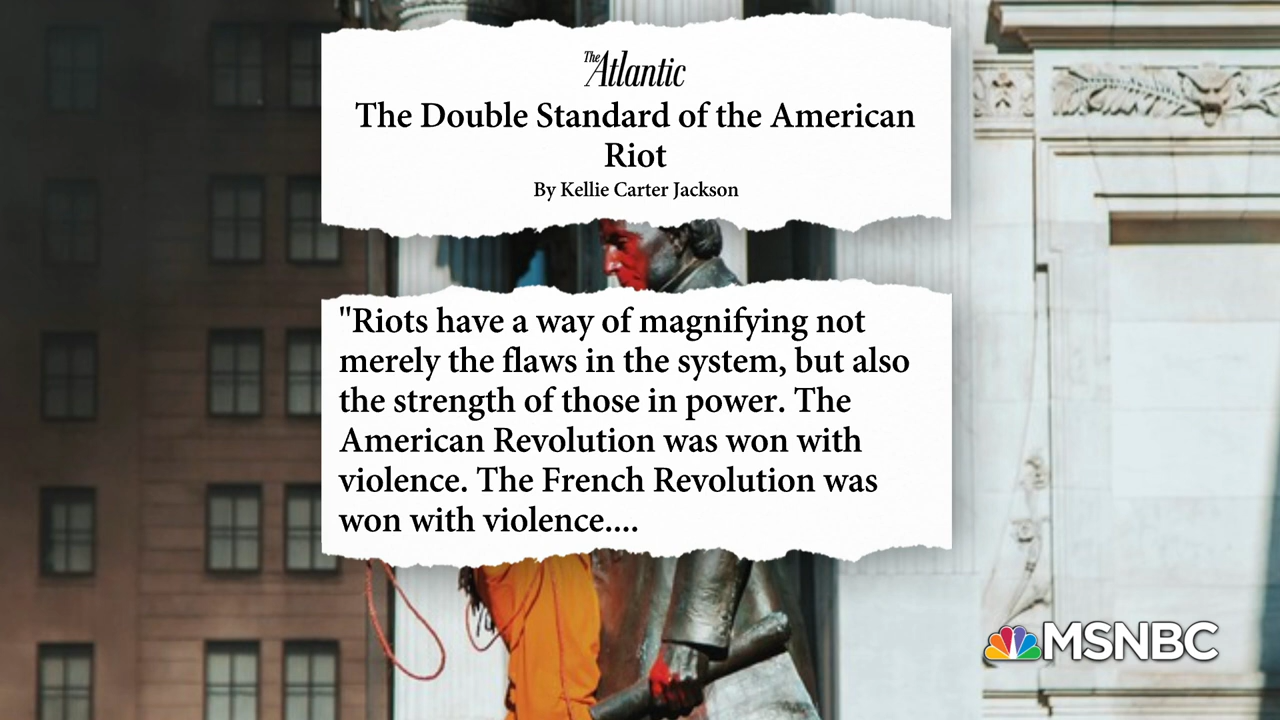 The Atlantic
The Double Standard of the American
Riot
By Kellie Carter Jackson
"Riots have a way of magnifying not
merely the flaws in the system, but also
the strength of those in power. The
American Revolution was won with
violence. The French Revolution was
won with violence....
MSNBC